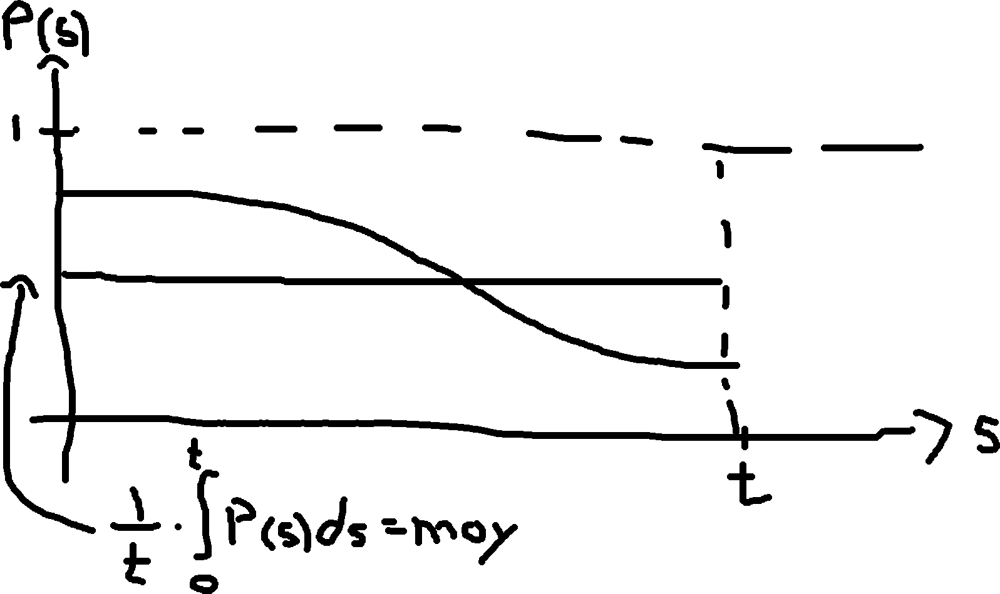 P(s)
1
s
t
1/t · ∫₀ᵗ P(s)ds = moy